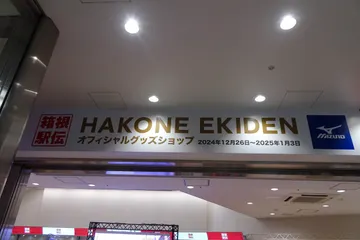 箱根
駅伝
HAKONE EKIDEN
オフィシャルグッズショップ 2024年12月26日〜2025年1月3日
MIZUNO